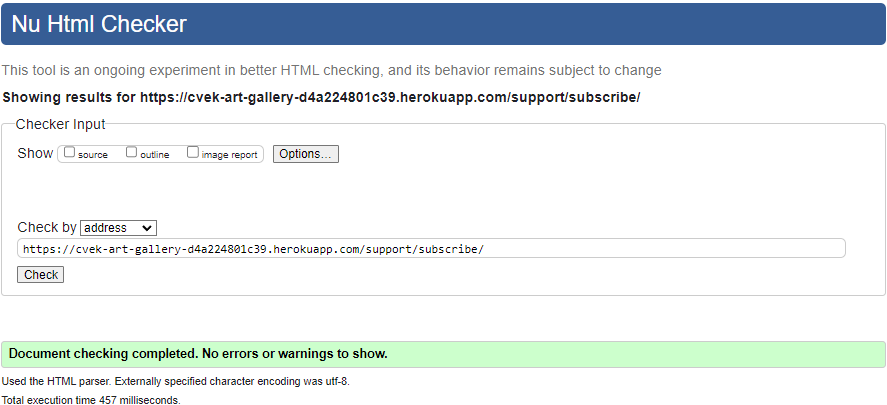 Nu Html Checker
This tool is an ongoing experiment in better HTML checking, and its behavior remains subject to change
Showing results for https://cvek-art-gallery-d4a224801c39.herokuapp.com/support/subscribe/
Checker Input
Show source outline image report Options...
Check by address
https://cvek-art-gallery-d4a224801c39.herokuapp.com/support/subscribe/
Check
Document checking completed. No errors or warnings to show.
Used the HTML parser. Externally specified character encoding was utf-8.
Total execution time 457 milliseconds.